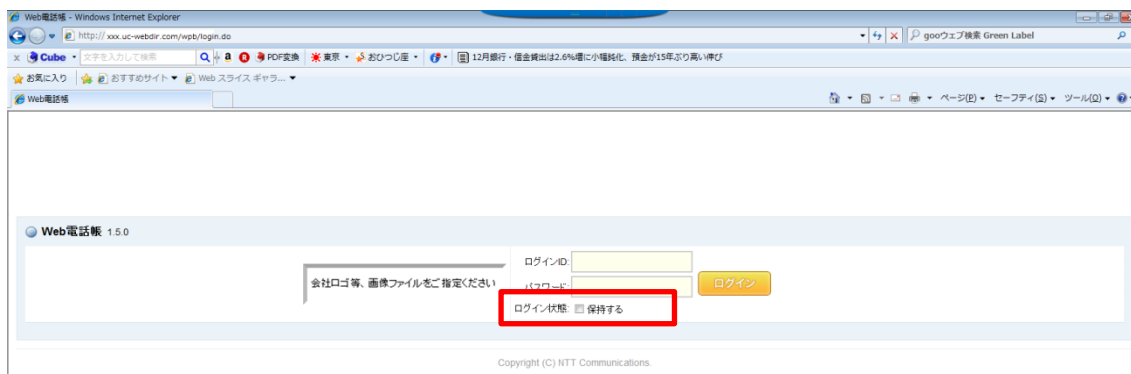 Web電話帳 - Windows Internet Explorer
http://xxx.uc-webdir.com/wpb/login.do gooウェブ検索 Green Label
x Cube 文字を入力して検索 a PDF変換 東京 おひつじ座 12月銀行・信金貸出は2.6%増に小幅鈍化、預金が15年ぶり高い伸び
お気に入り おすすめサイト Web スライス ギャラ...
Web電話帳 ページ(P) セーフティ(S) ツール(O)
Web電話帳 1.5.0
ログインID:
会社ロゴ等、画像ファイルをご指定ください
パスワード:
ログイン
ログイン状態: 保持する
Copyright (C) NTT Communications.